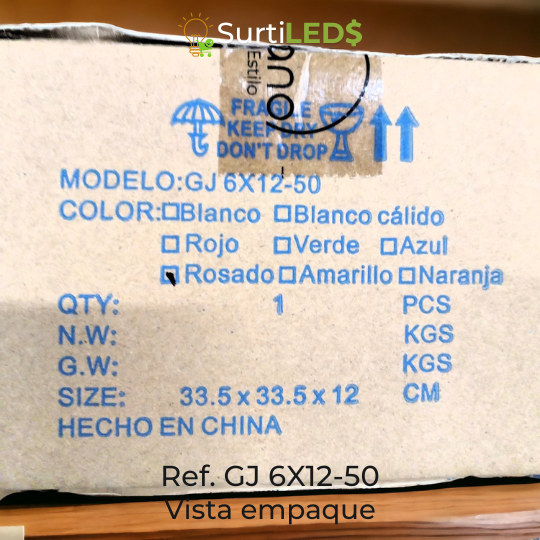 SurtiLED$
ano
Estilo
FRAGILE
KEEP DRY
DON'T DROP
MODELO:GJ 6X12-50
COLOR:☐Blanco ☐Blanco cálido
☐Rojo ☐Verde ☐Azul
☐Rosado ☐Amarillo ☐Naranja
QTY: 1 PCS
N.W: KGS
G.W: KGS
SIZE: 33.5 x 33.5 x 12 CM
HECHO EN CHINA
Ref. GJ 6X12-50
Vista empaque